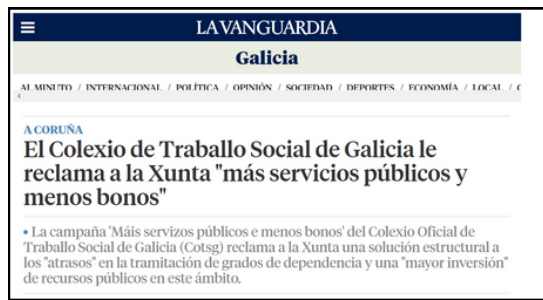 LA VANGUARDIA
Galicia
AL MINUTO / INTERNACIONAL / POLÍTICA / OPINIÓN / SOCIEDAD / DEPORTES / ECONOMÍA / LOCAL /
A CORUÑA
El Colexio de Traballo Social de Galicia le
reclama a la Xunta "más servicios públicos y
menos bonos"
• La campaña 'Máis servizos públicos e menos bonos' del Colexio Oficial de
Traballo Social de Galicia (Cotsg) reclama a la Xunta una solución estructural a
los "atrasos" en la tramitación de grados de dependencia y una "mayor inversión"
de recursos públicos en este ámbito.